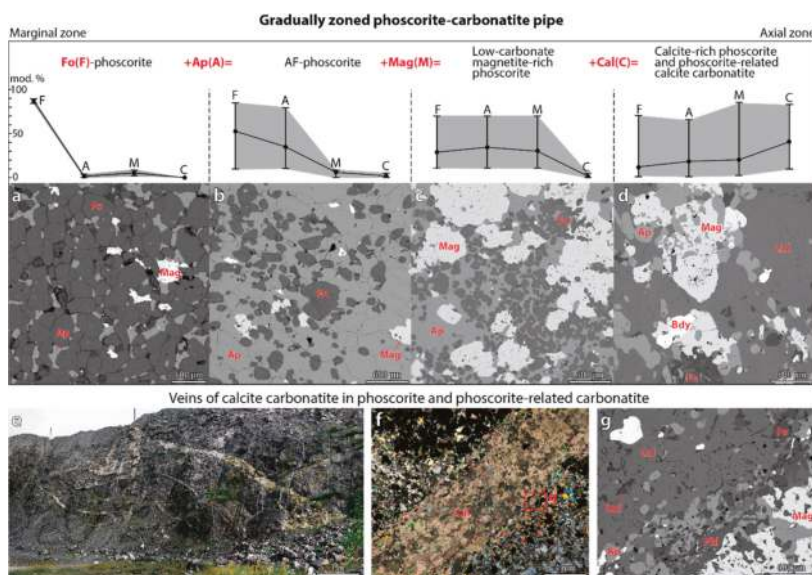 Gradually zoned phoscorite-carbonatite pipe
Marginal zone
Axial zone
Fo(F)-phoscorite
+Ap(A)=
AF-phoscorite
+Mag(M)=
Low-carbonate
magnetite-rich
phoscorite
+Cal(C)=
Calcite-rich phoscorite
and phoscorite-related
calcite carbonatite
mod. %
100
50
0
F
A
M
C
F
A
M
C
F
A
M
C
F
A
M
C
a
Mag
Ap
b
Ap
Mag
c
Mag
Ap
d
Ap
Mag
Bdy
Veins of calcite carbonatite in phoscorite and phoscorite-related carbonatite
e
f
g
Mag